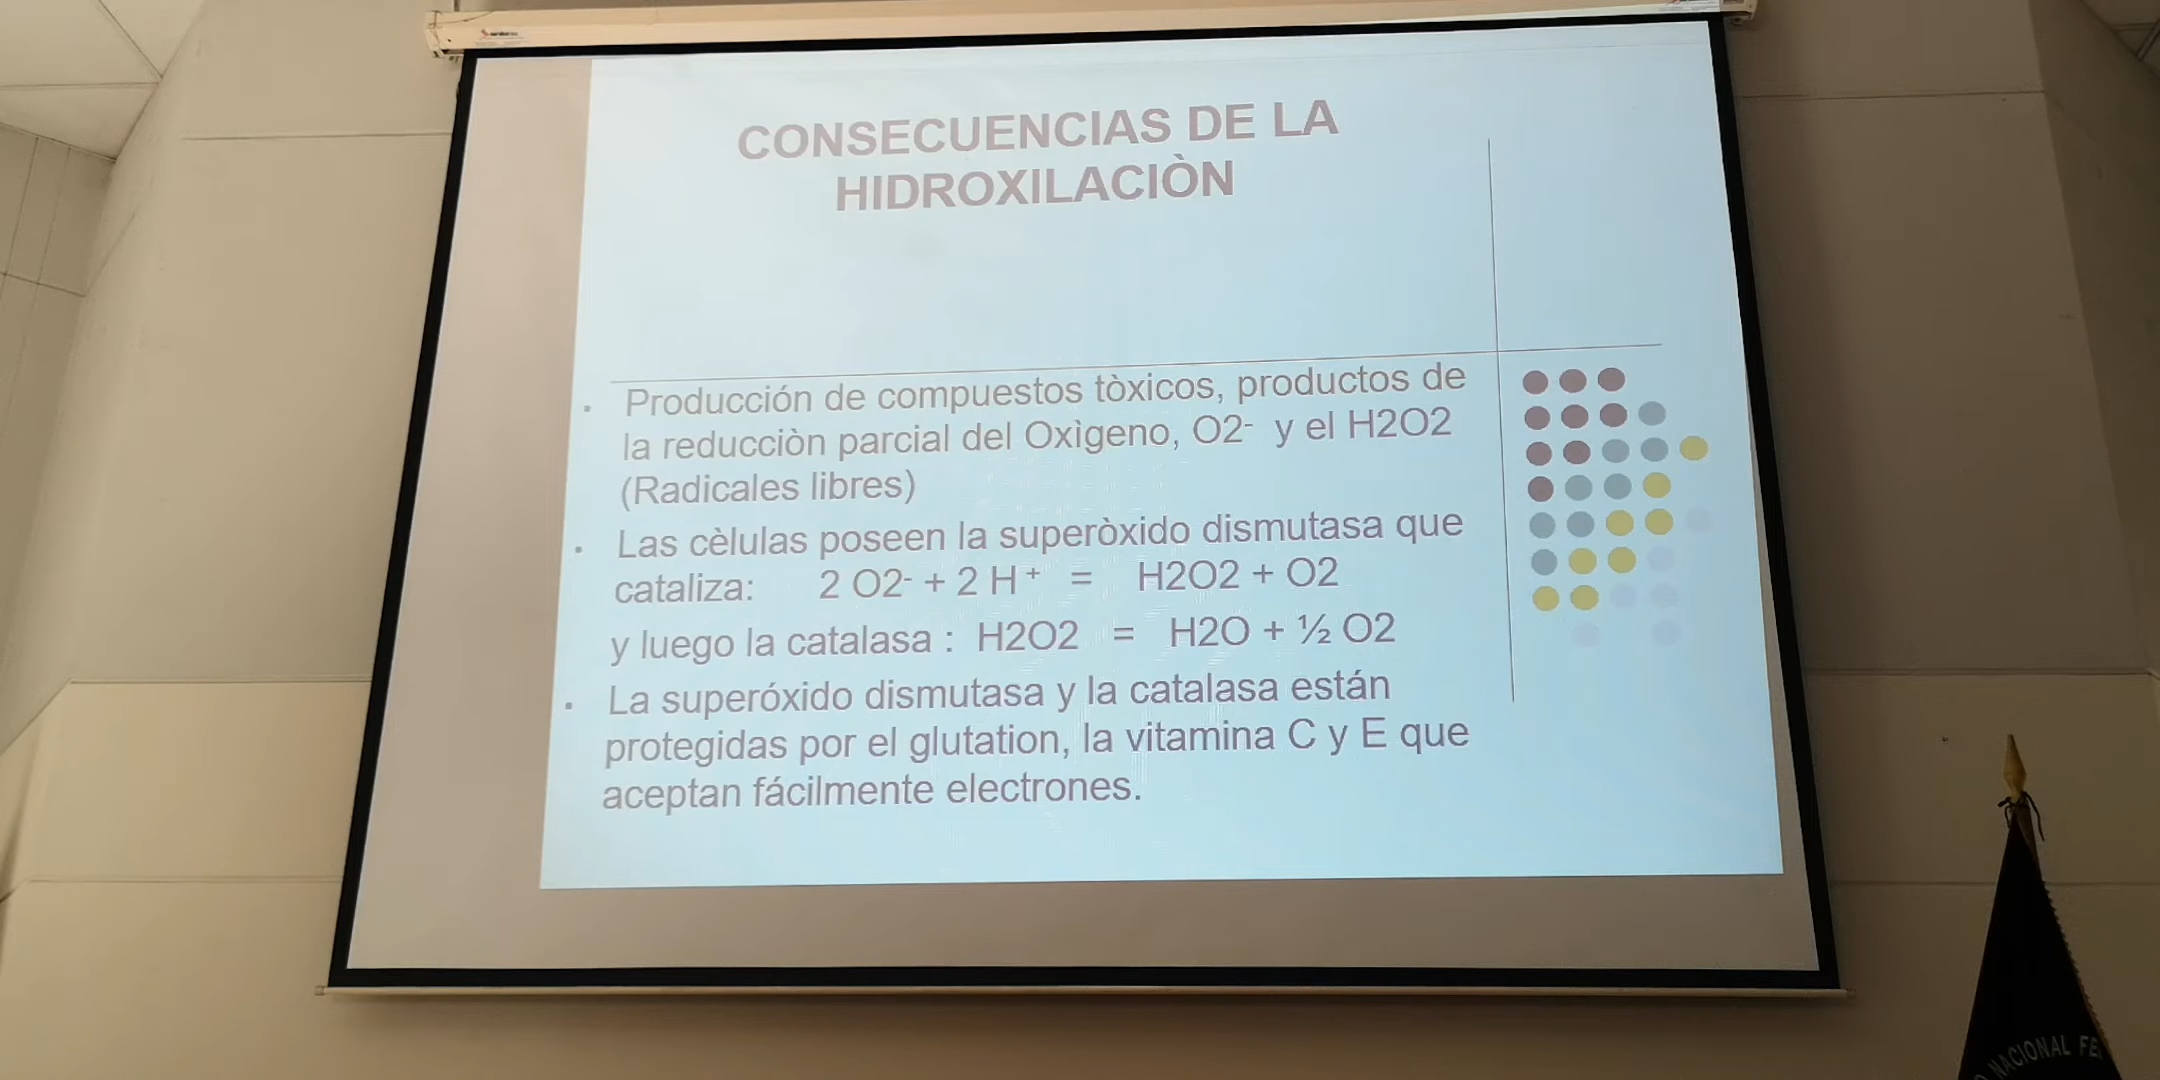 CONSECUENCIAS DE LA
HIDROXILACIÒN
• Producción de compuestos tòxicos, productos de
la reducciòn parcial del Oxìgeno, O2- y el H2O2
(Radicales libres)
• Las cèlulas poseen la superòxido dismutasa que
cataliza: 2 O2- + 2 H+ = H2O2 + O2
y luego la catalasa : H2O2 = H2O + ½ O2
• La superóxido dismutasa y la catalasa están
protegidas por el glutation, la vitamina C y E que
aceptan fácilmente electrones.
NACIONAL FE